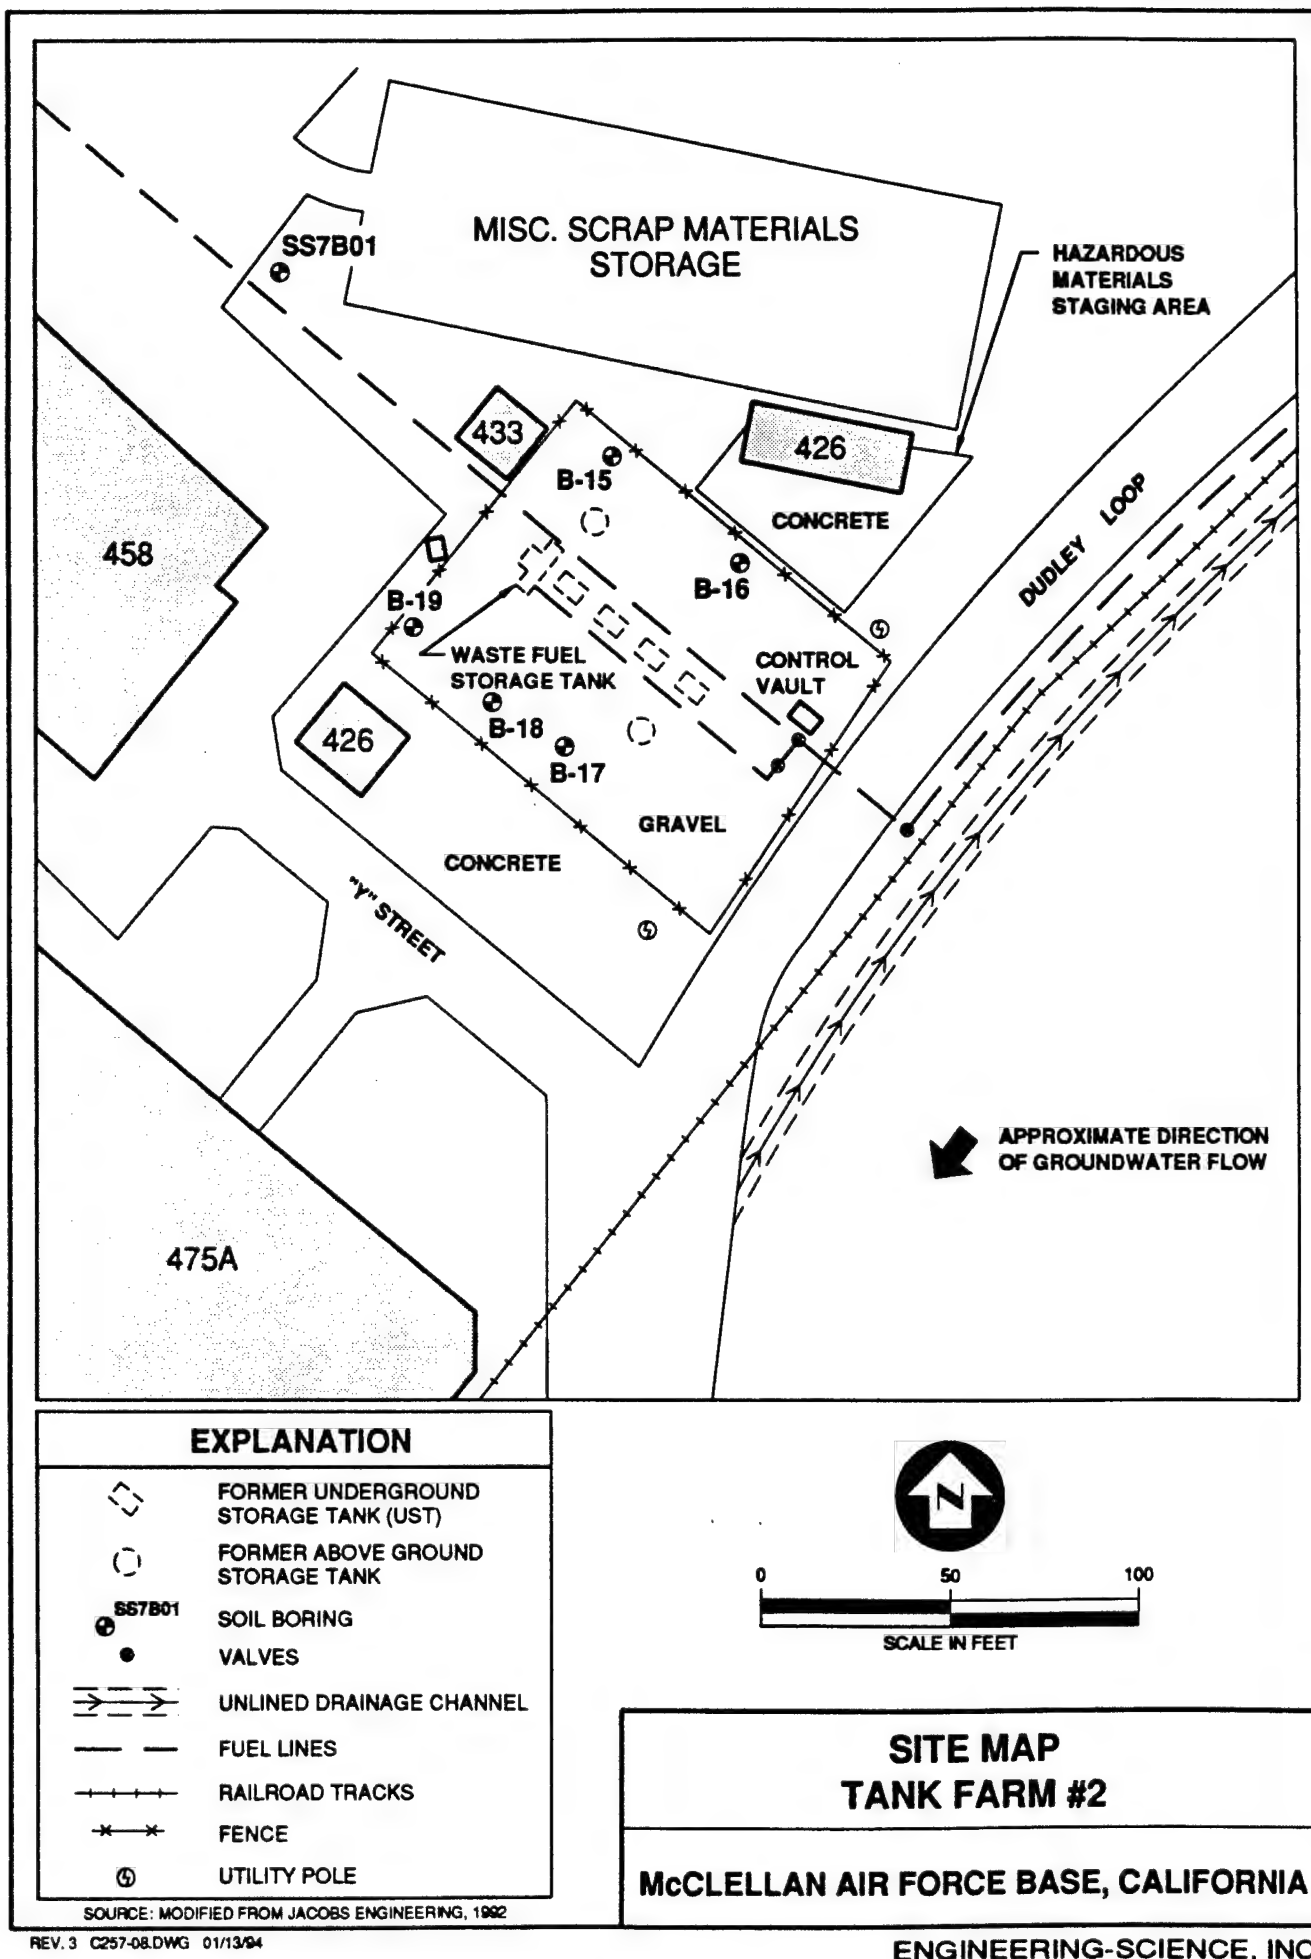 SS7B01
MISC. SCRAP MATERIALS
STORAGE
HAZARDOUS
MATERIALS
STAGING AREA
433
426
B-15
CONCRETE
458
DUDLEY LOOP
B-16
B-19
WASTE FUEL
STORAGE TANK
CONTROL
VAULT
426
B-18
B-17
GRAVEL
CONCRETE
"Y" STREET
APPROXIMATE DIRECTION
OF GROUNDWATER FLOW
475A
EXPLANATION
FORMER UNDERGROUND
STORAGE TANK (UST)
FORMER ABOVE GROUND
STORAGE TANK
SS7B01
SOIL BORING
VALVES
UNLINED DRAINAGE CHANNEL
FUEL LINES
RAILROAD TRACKS
FENCE
UTILITY POLE
SOURCE: MODIFIED FROM JACOBS ENGINEERING, 1992
REV. 3 C257-08.DWG 01/13/94
N
0 50 100
SCALE IN FEET
SITE MAP
TANK FARM #2
McCLELLAN AIR FORCE BASE, CALIFORNIA
ENGINEERING-SCIENCE, INC